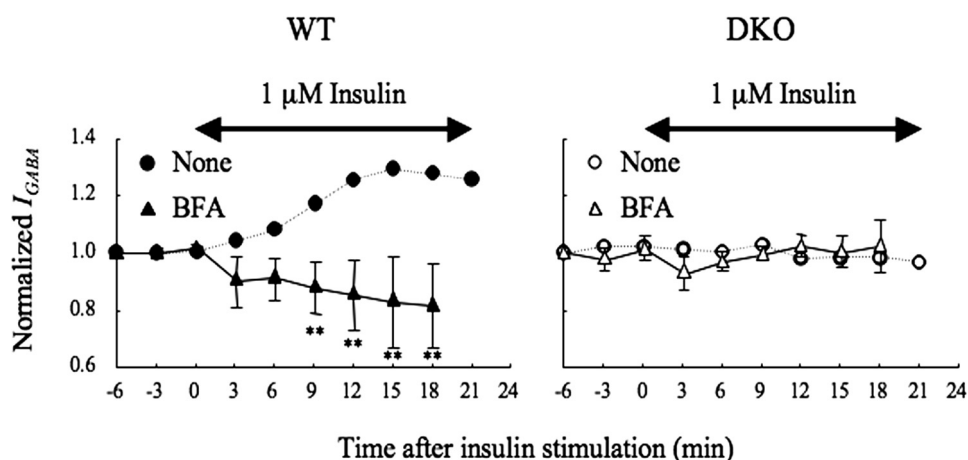 WT
DKO
1 μM Insulin
1 μM Insulin
Normalized I_GABA
1.4
1.2
1.0
0.8
0.6
None
BFA
**
**
**
**
-6 -3 0 3 6 9 12 15 18 21 24
None
BFA
-6 -3 0 3 6 9 12 15 18 21 24
Time after insulin stimulation (min)